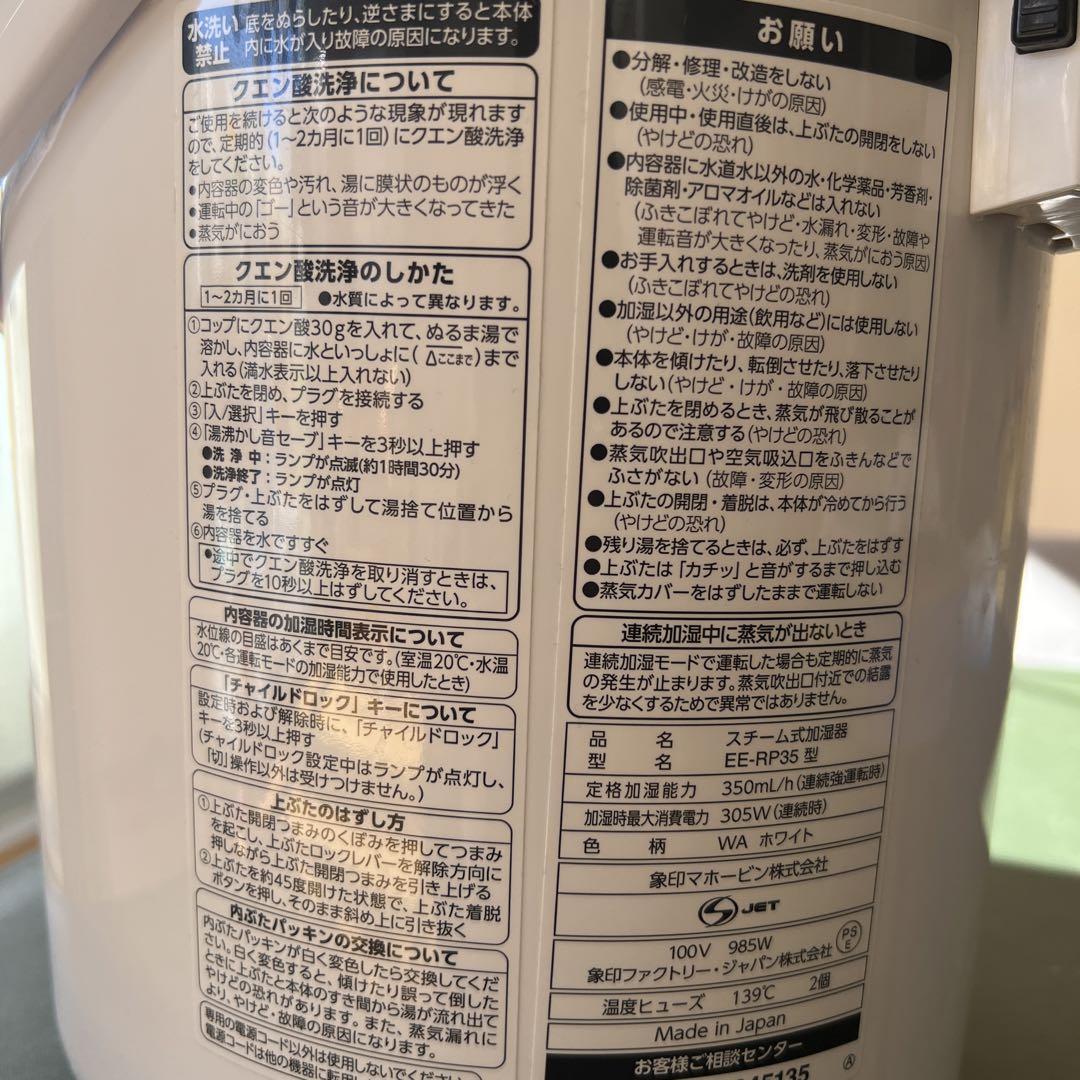 水洗い禁止
底をぬらしたり、逆さまにすると本体
内に水が入り故障の原因になります。
クエン酸洗浄について
ご使用を続けると次のような現象が現れます
ので、定期的(1~2カ月に1回)にクエン酸洗浄
をしてください。
●内容器の変色や汚れ、湯に膜状のものが浮く
●運転中の「ゴー」という音が大きくなってきた
●蒸気がにおう
クエン酸洗浄のしかた
1~2カ月に1回 ●水質によって異なります。
①コップにクエン酸30gを入れて、ぬるま湯で
溶かし、内容器に水といっしょに(△ここまで)まで
入れる(満水表示以上入れない)
②上ぶたを閉め、プラグを接続する
③「入/選択」キーを押す
④「湯沸かし音セーブ」キーを3秒以上押す
●洗浄中:ランプが点滅(約1時間30分)
●洗浄終了:ランプが点灯
⑤プラグ・上ぶたをはずして湯捨て位置から
湯を捨てる
⑥内容器を水ですすぐ
●途中でクエン酸洗浄を取り消すときは、
プラグを10秒以上はずしてください。
内容器の加湿時間表示について
水位線の目盛はあくまで目安です。(室温20℃・水温
20℃・各運転モードの加湿能力で使用したとき)
「チャイルドロック」キーについて
設定時および解除時に、「チャイルドロック」
キーを3秒以上押す
(チャイルドロック設定中はランプが点灯し、
「切」操作以外は受けつけません。)
上ぶたのはずし方
①上ぶた開閉つまみのくぼみを押してつまみ
を起こし、上ぶたロックレバーを解除方向に
押しながら上ぶた開閉つまみを引き上げる
②上ぶたを約45度開けた状態で、上ぶた着脱
ボタンを押し、そのまま斜め上に引き抜く
内ぶたパッキンの交換について
内ぶたパッキンが白く変色したら交換してくだ
さい。白く変色すると、傾けたり誤って倒した
ときに上ぶたと本体のすき間から湯が流れ出て
やけどの恐れがあります。また、蒸気漏れに
より、やけど・故障の原因になります。
専用の電源コード以外は使用しないでください。
電源コードは他の機器に転用し
お願い
●分解・修理・改造をしない
(感電・火災・けがの原因)
●使用中・使用直後は、上ぶたの開閉をしない
(やけどの恐れ)
●内容器に水道水以外の水・化学薬品・芳香剤・
除菌剤・アロマオイルなどは入れない
(ふきこぼれてやけど・水漏れ・変形・故障や
運転音が大きくなったり、蒸気がにおう原因)
●お手入れするときは、洗剤を使用しない
(ふきこぼれてやけどの恐れ)
●加湿以外の用途(飲用など)には使用しない
(やけど・けが・故障の原因)
●本体を傾けたり、転倒させたり、落下させたり
しない(やけど・けが・故障の原因)
●上ぶたを閉めるとき、蒸気が飛び散ることが
あるので注意する(やけどの恐れ)
●蒸気吹出口や空気吸込口をふきんなどで
ふさがない(故障・変形の原因)
●上ぶたの開閉・着脱は、本体が冷めてから行う
(やけどの恐れ)
●残り湯を捨てるときは、必ず、上ぶたをはずす
●上ぶたは「カチッ」と音がするまで押し込む
●蒸気カバーをはずしたままで運転しない
連続加湿中に蒸気が出ないとき
連続加湿モードで運転した場合も定期的に蒸気
の発生が止まります。蒸気吹出口付近での結露
を少なくするためで異常ではありません。
品名 スチーム式加湿器
型名 EE-RP35 型
定格加湿能力 350mL/h(連続強運転時)
加湿時最大消費電力 305W(連続時)
色柄 WA ホワイト
象印マホービン株式会社
S JET
100V 985W
PSE
象印ファクトリー・ジャパン株式会社
温度ヒューズ 139℃ 2個
Made in Japan
お客様ご相談センター
Ⓐ